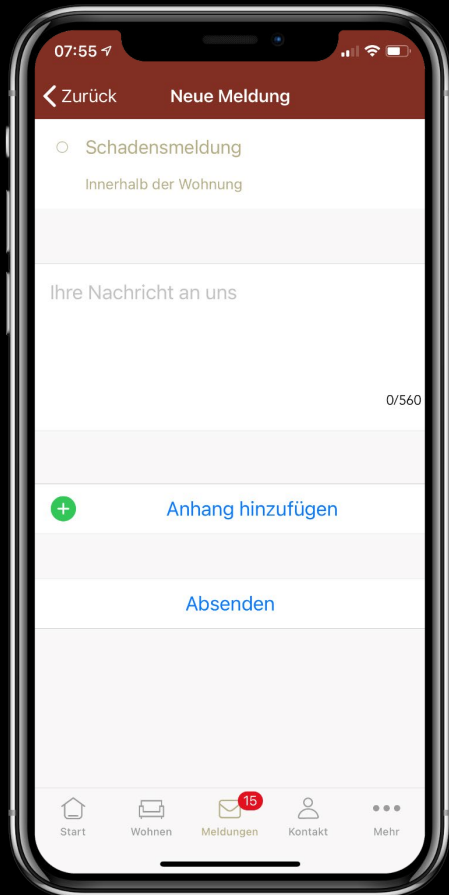 07:55
Zurück Neue Meldung
Schadensmeldung
Innerhalb der Wohnung
Ihre Nachricht an uns
0/560
Anhang hinzufügen
Absenden
15
Start Wohnen Meldungen Kontakt Mehr